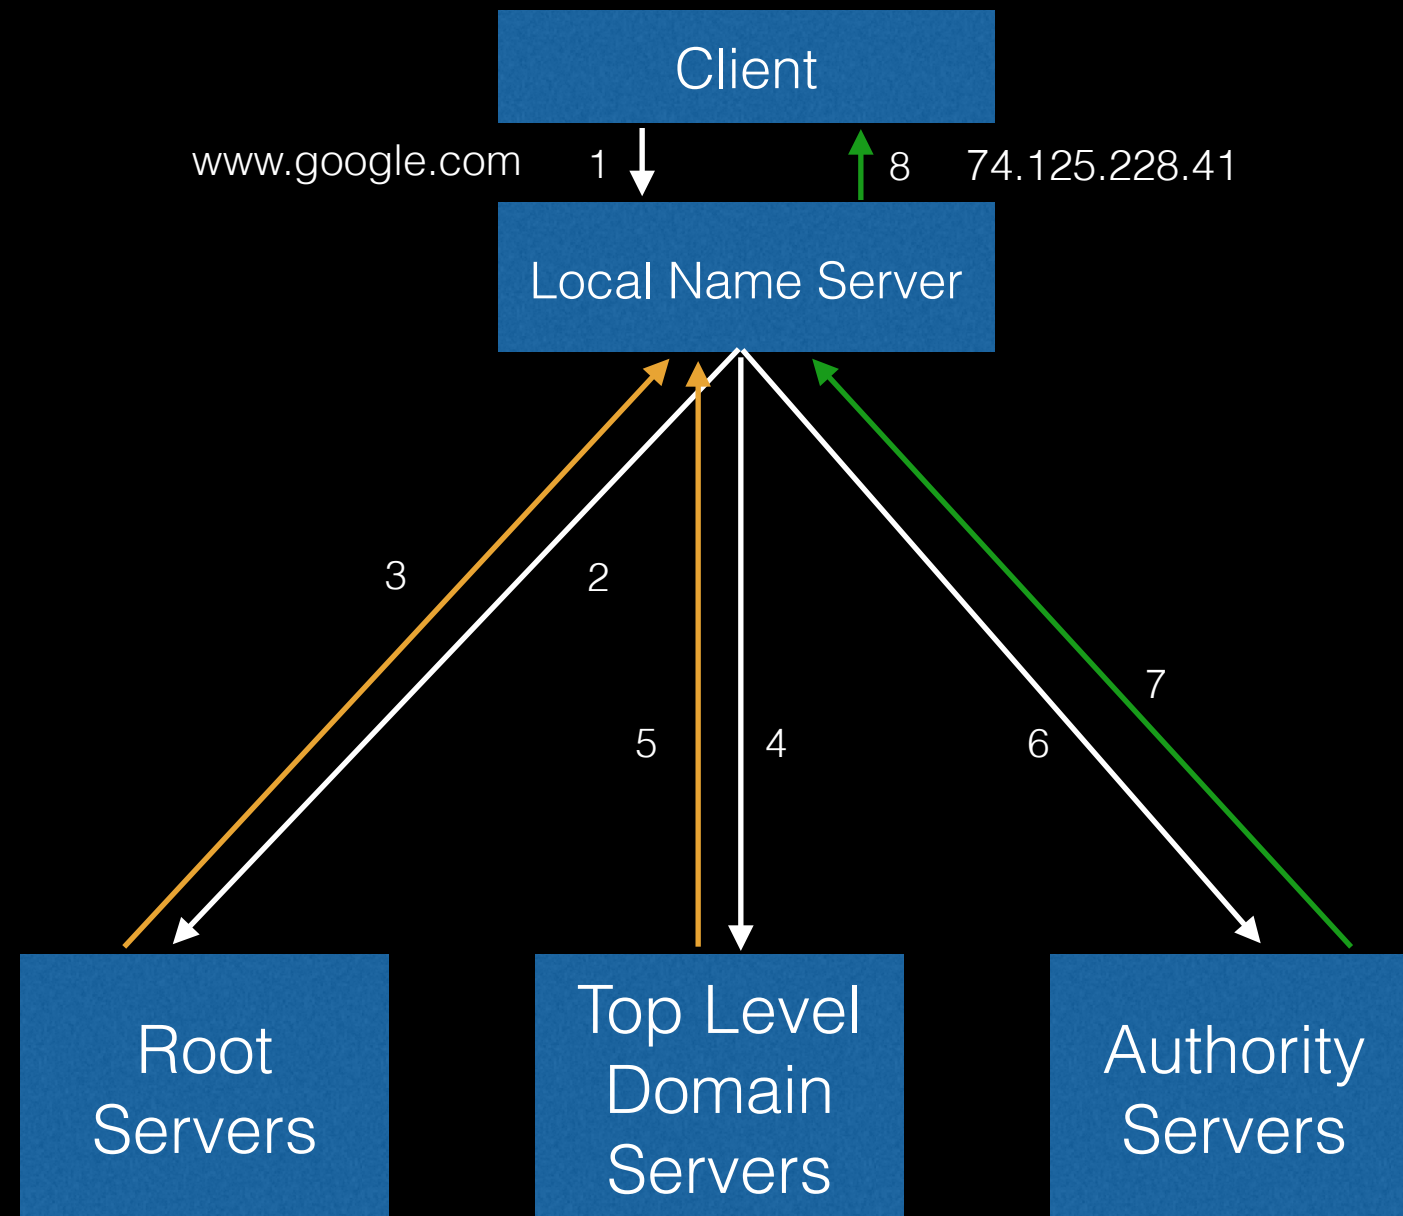 Client
www.google.com 1 8 74.125.228.41
Local Name Server
3 2
7
5 4 6
Root
Servers
Top Level
Domain
Servers
Authority
Servers